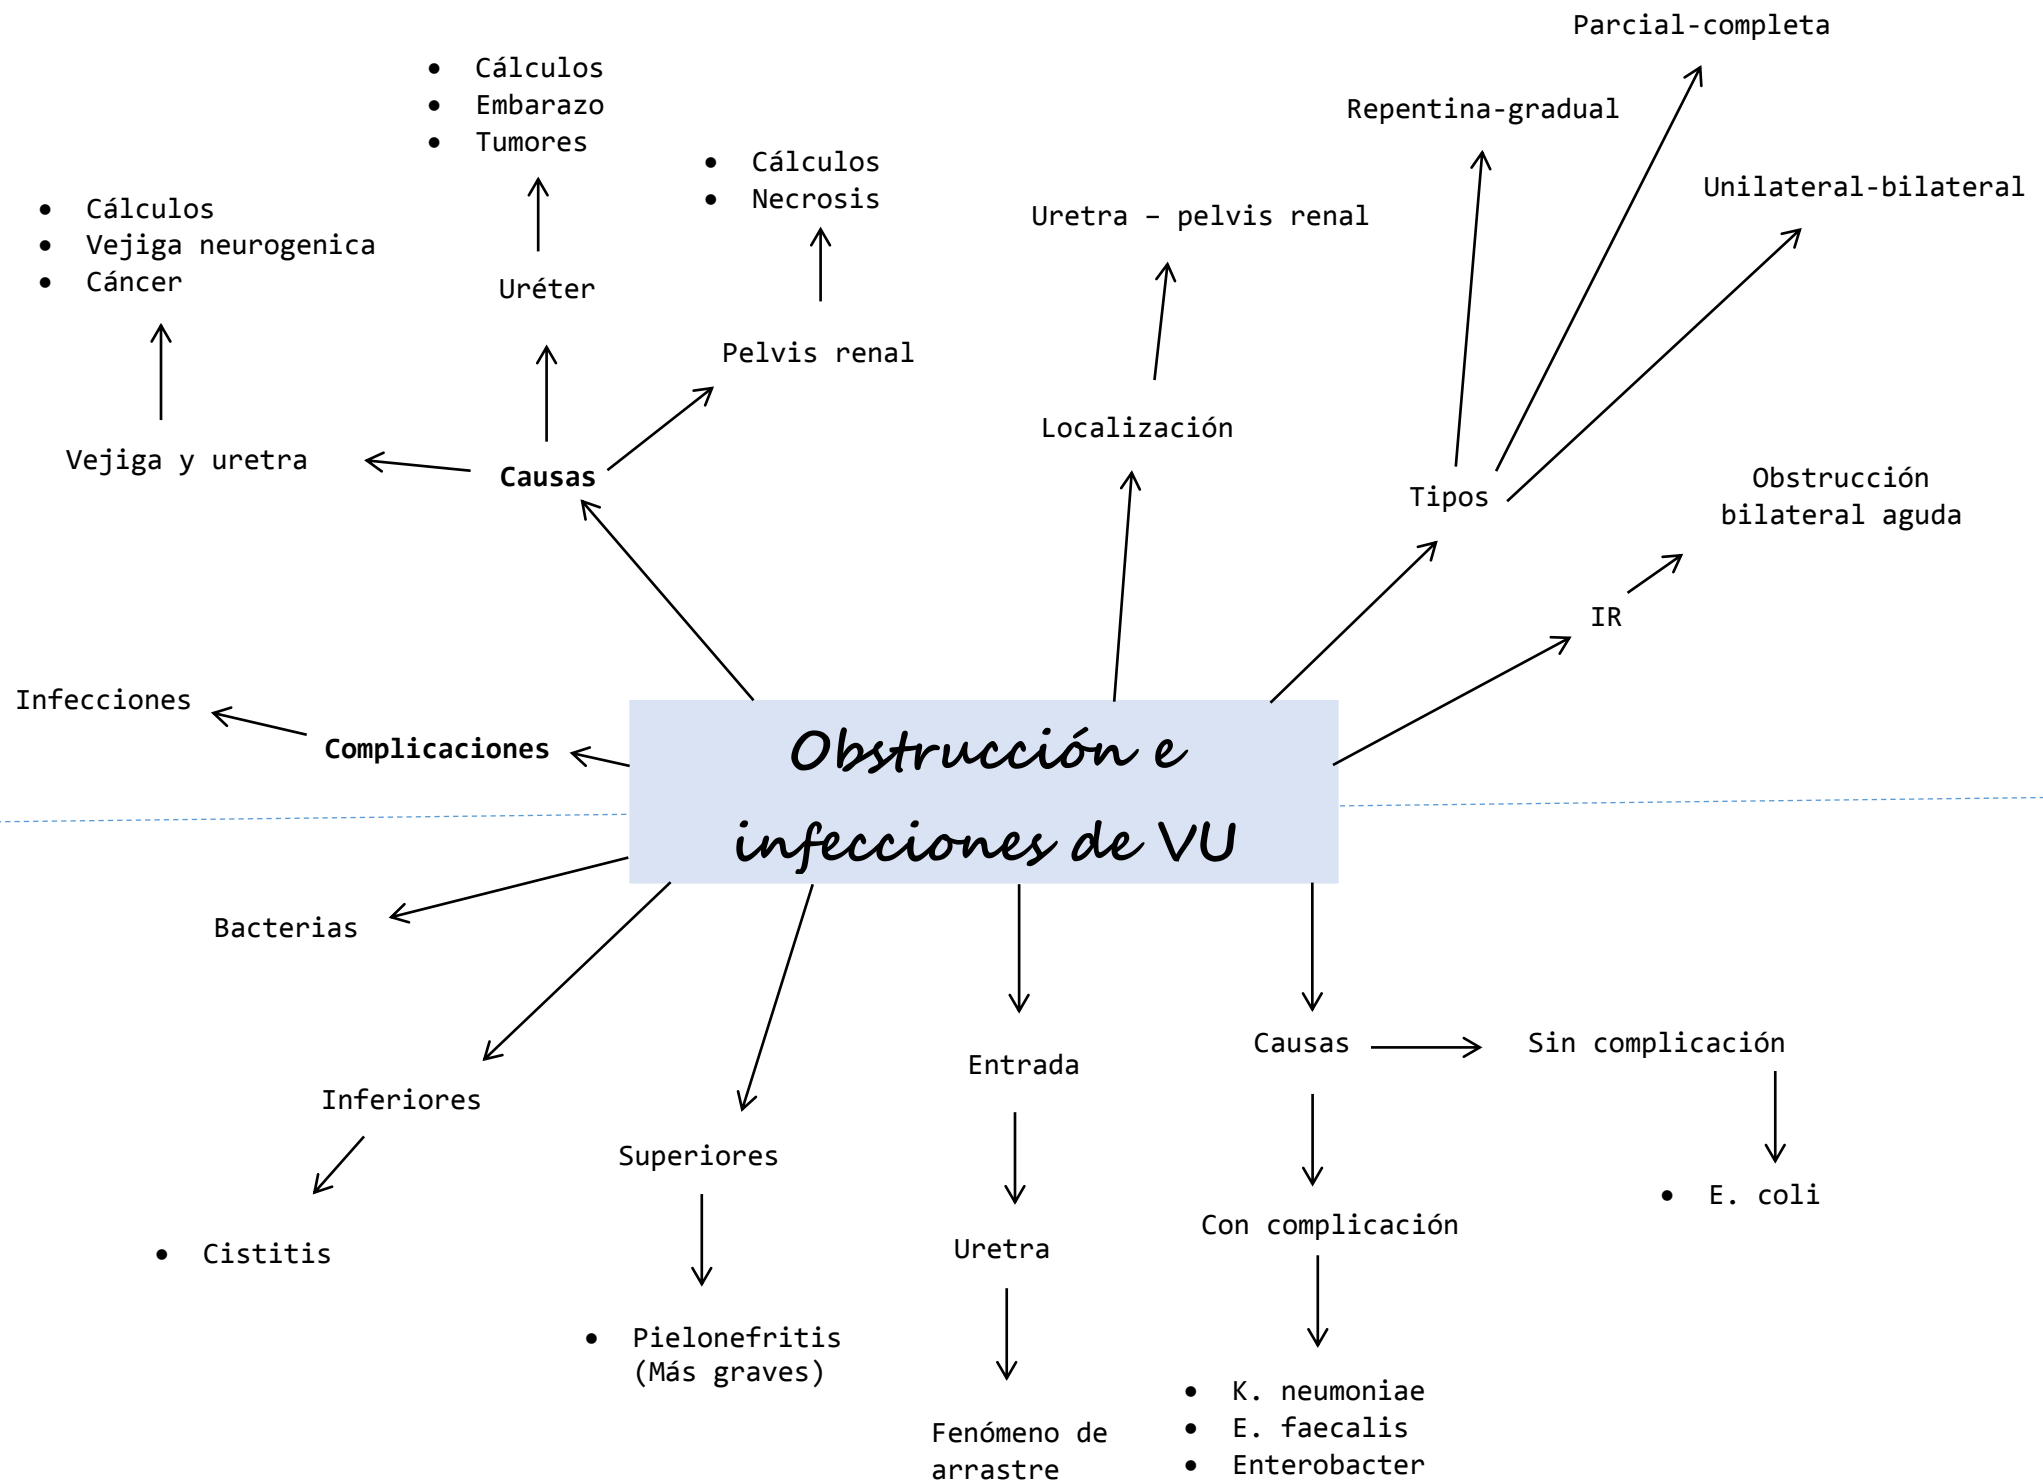 Parcial-completa
• Cálculos
• Embarazo
• Tumores
Repentina-gradual
• Cálculos
• Necrosis
Unilateral-bilateral
• Cálculos
• Vejiga neurogenica
• Cáncer
Uretra – pelvis renal
Uréter
Pelvis renal
Localización
Vejiga y uretra
Causas
Tipos
Obstrucción
bilateral aguda
IR
Infecciones
Complicaciones
Obstrucción e
infecciones de VU
Bacterias
Inferiores
Entrada
Causas
Sin complicación
Superiores
• E. coli
Con complicación
• Cistitis
Uretra
• Pielonefritis
(Más graves)
Fenómeno de
arrastre
• K. neumoniae
• E. faecalis
• Enterobacter